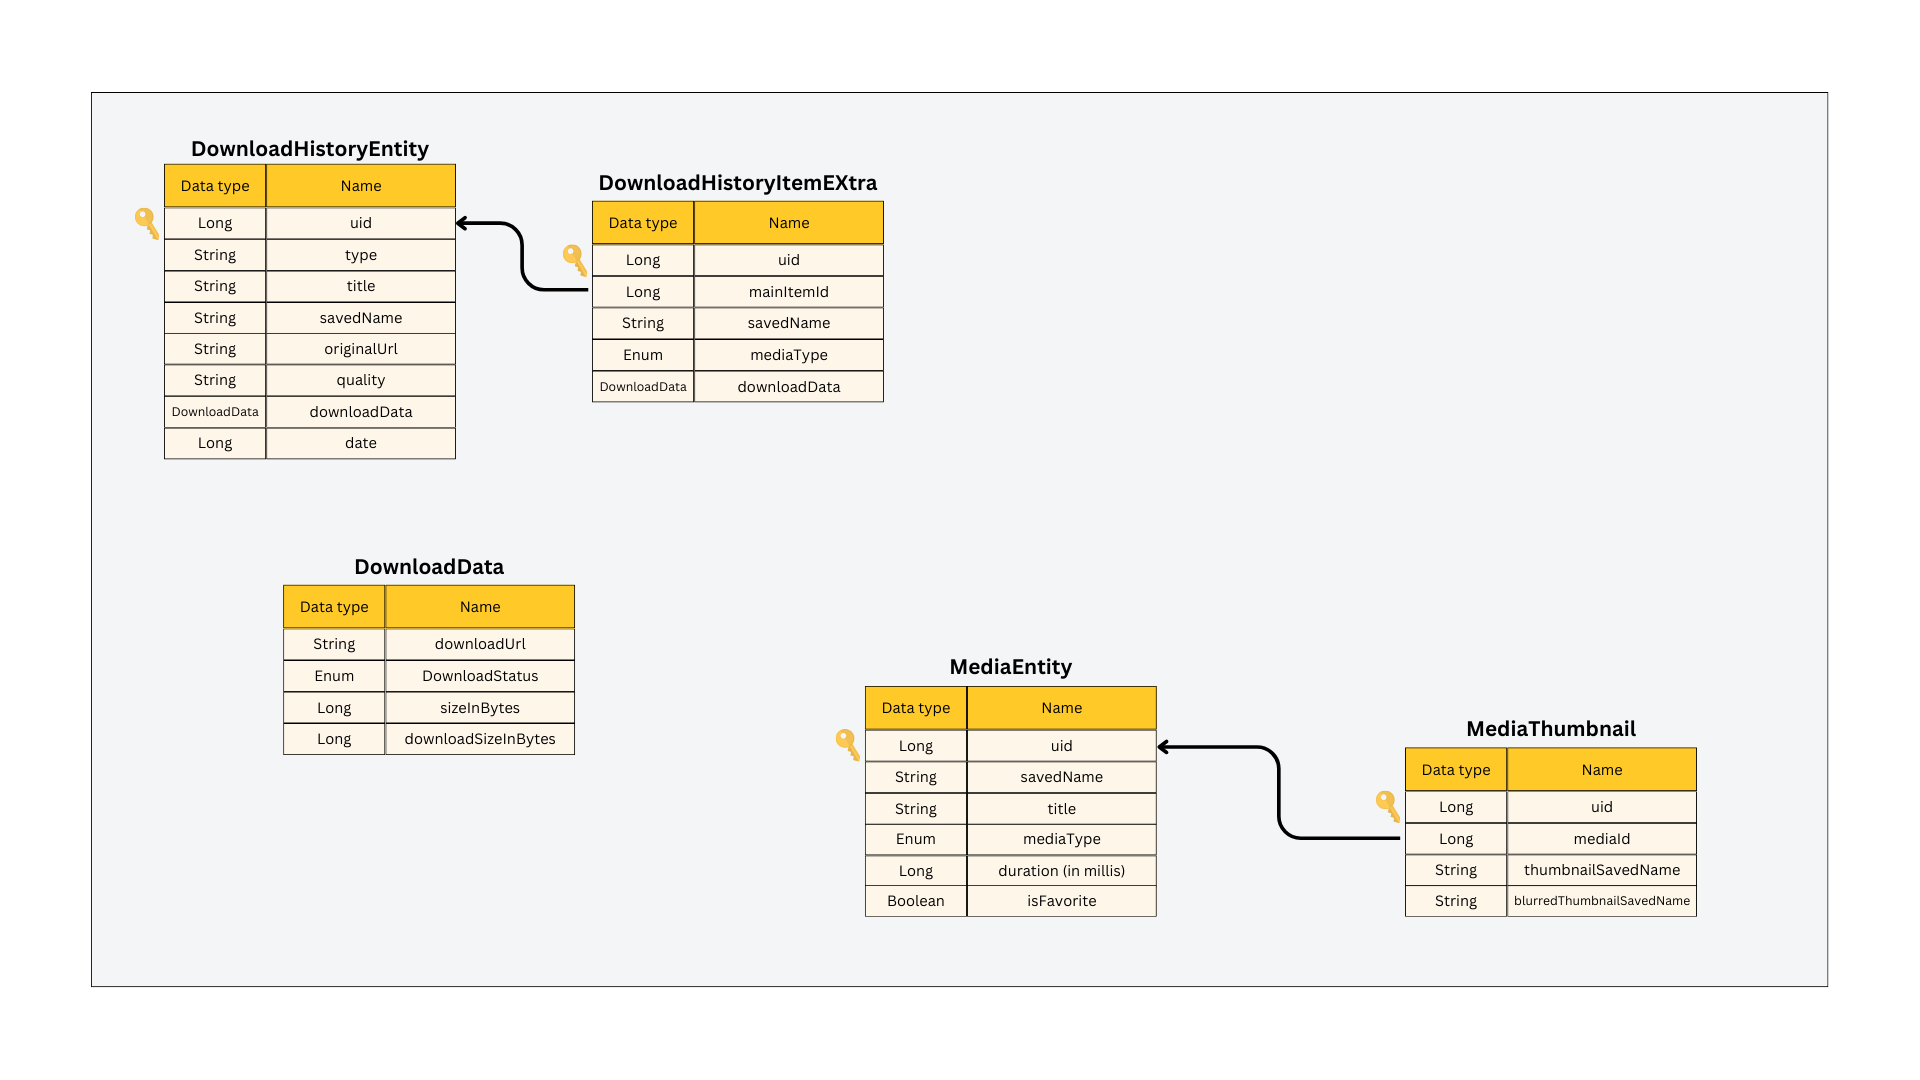 DownloadHistoryEntity
Data type Name
Long uid
String type
String title
String savedName
String originalUrl
String quality
DownloadData downloadData
Long date
DownloadHistoryItemEXtra
Data type Name
Long uid
Long mainItemId
String savedName
Enum mediaType
DownloadData downloadData
DownloadData
Data type Name
String downloadUrl
Enum DownloadStatus
Long sizeInBytes
Long downloadSizeInBytes
MediaEntity
Data type Name
Long uid
String savedName
String title
Enum mediaType
Long duration (in millis)
Boolean isFavorite
MediaThumbnail
Data type Name
Long uid
Long mediaId
String thumbnailSavedName
String blurredThumbnailSavedName